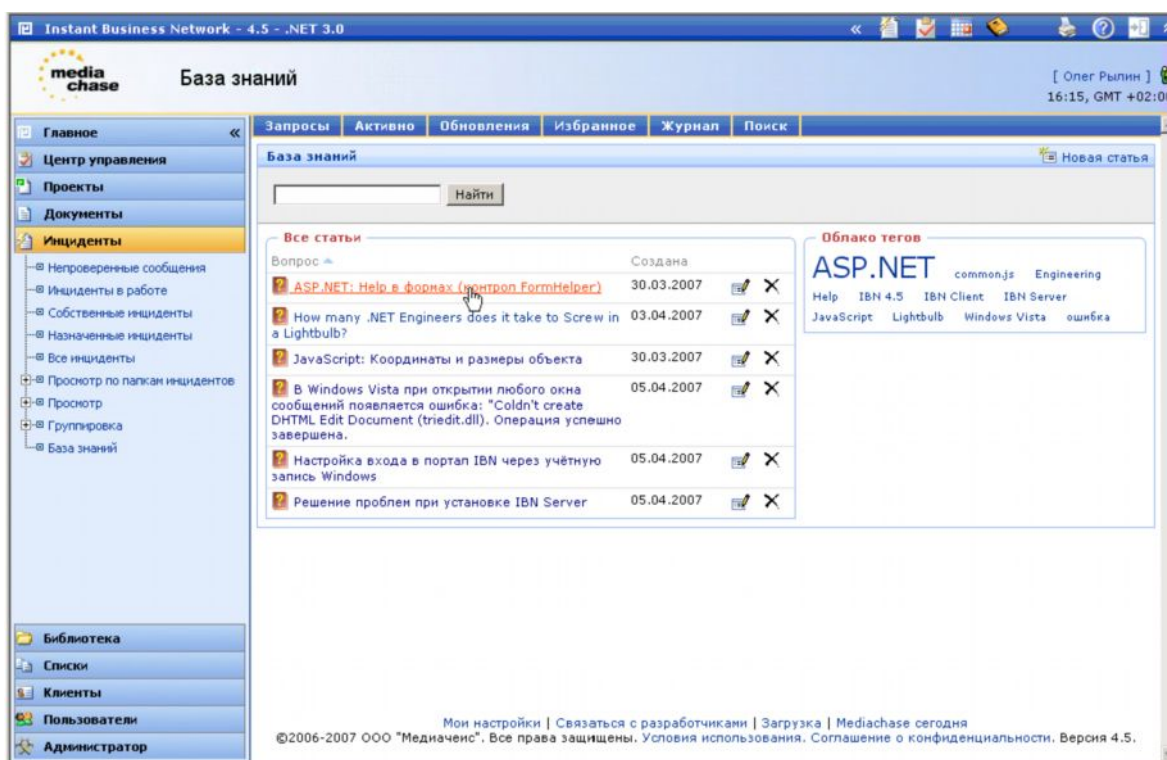 Instant Business Network - 4.5 - .NET 3.0
media chase
База знаний
[ Олег Рылин ]
16:15, GMT +02:00
Главное
Центр управления
Проекты
Документы
Инциденты
Непроверенные сообщения
Инциденты в работе
Собственные инциденты
Назначенные инциденты
Все инциденты
Просмотр по папкам инцидентов
Просмотр
Группировка
База знаний
Библиотека
Списки
Клиенты
Пользователи
Администратор
Запросы Активно Обновления Избранное Журнал Поиск
База знаний
Новая статья
Найти
Все статьи
Вопрос Создана
ASP.NET: Help в формах (контрол FormHelper) 30.03.2007
How many .NET Engineers does it take to Screw in 03.04.2007
a Lightbulb?
JavaScript: Координаты и размеры объекта 30.03.2007
В Windows Vista при открытии любого окна 05.04.2007
сообщений появляется ошибка: "Coldn't create
DHTML Edit Document (triedit.dll). Операция успешно
завершена.
Настройка входа в портал IBN через учётную 05.04.2007
запись Windows
Решение проблем при установке IBN Server 05.04.2007
Облако тегов
ASP.NET common.js Engineering
Help IBN 4.5 IBN Client IBN Server
JavaScript Lightbulb Windows Vista ошибка
Мои настройки | Связаться с разработчиками | Загрузка | Mediachase сегодня
©2006-2007 ООО "Медиачеис". Все права защищены. Условия использования. Соглашение о конфиденциальности. Версия 4.5.